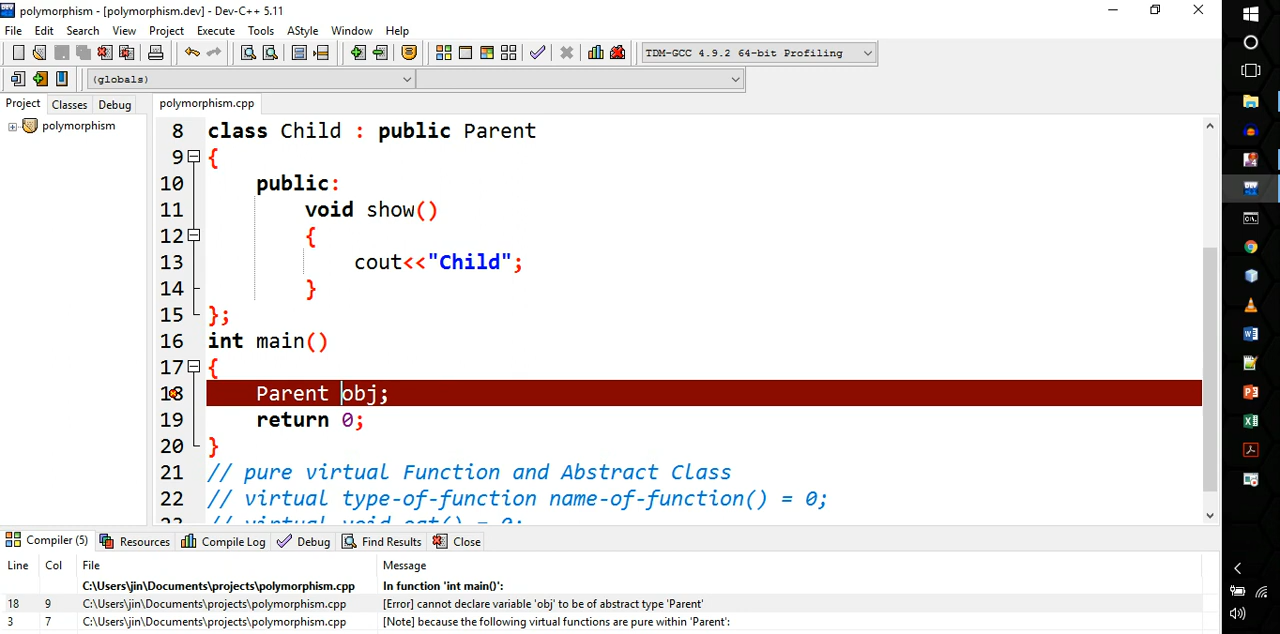 polymorphism - [polymorphism.dev] - Dev-C++ 5.11
File Edit Search View Project Execute Tools AStyle Window Help
TDM-GCC 4.9.2 64-bit Profiling
(globals)
Project Classes Debug polymorphism.cpp
polymorphism
8 class Child : public Parent
9 {
10 public:
11 void show()
12 {
13 cout<<"Child";
14 }
15 };
16 int main()
17 {
18 Parent obj;
19 return 0;
20 }
21 // pure virtual Function and Abstract Class
22 // virtual type-of-function name-of-function() = 0;
23 // virtual void eat() = 0;
Compiler (5) Resources Compile Log Debug Find Results Close
Line Col File Message
C:\Users\jin\Documents\projects\polymorphism.cpp In function 'int main()':
18 9 C:\Users\jin\Documents\projects\polymorphism.cpp [Error] cannot declare variable 'obj' to be of abstract type 'Parent'
3 7 C:\Users\jin\Documents\projects\polymorphism.cpp [Note] because the following virtual functions are pure within 'Parent':